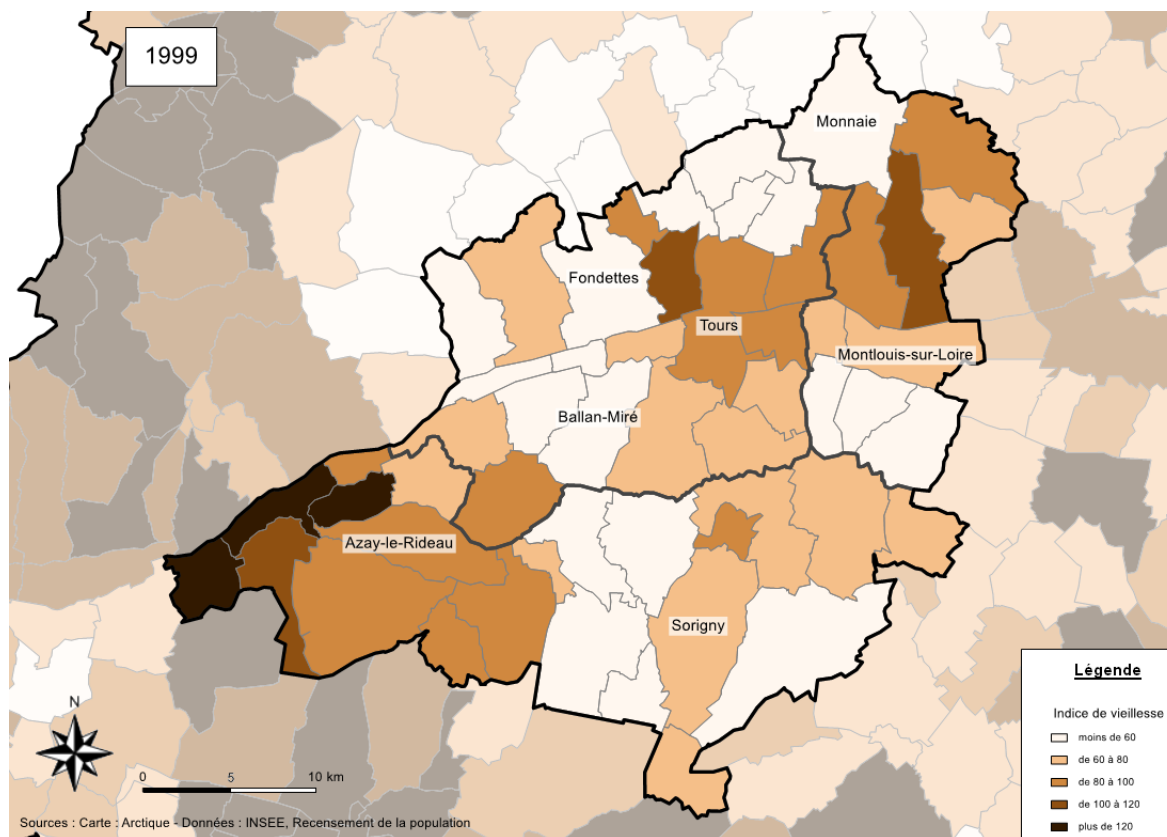 1999
Monnaie
Fondettes
Tours
Montlouis-sur-Loire
Ballan-Miré
Azay-le-Rideau
Sorigny
N
0 5 10 km
Sources : Carte : Arctique - Données : INSEE, Recensement de la population
Légende
Indice de vieillesse
moins de 60
de 60 à 80
de 80 à 100
de 100 à 120
plus de 120